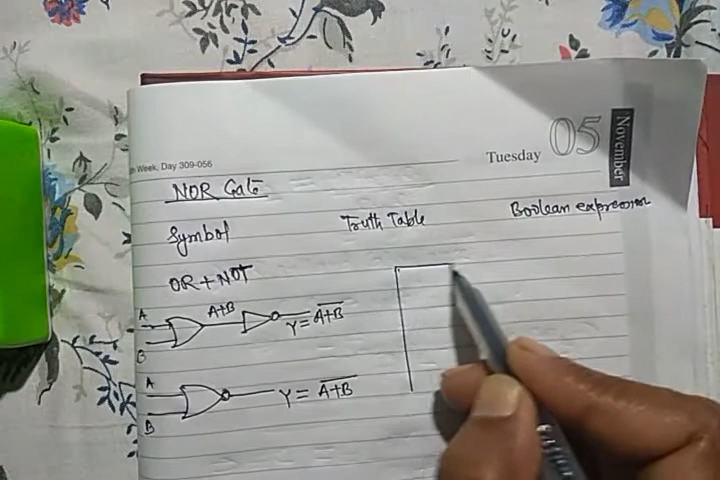 Week, Day 309-056
Tuesday 05 November
NOR Gate
Symbol Truth Table Boolean expression
OR + NOT
A
B
A+B
Y = A̅+̅B̅
A
B
Y = A̅+̅B̅